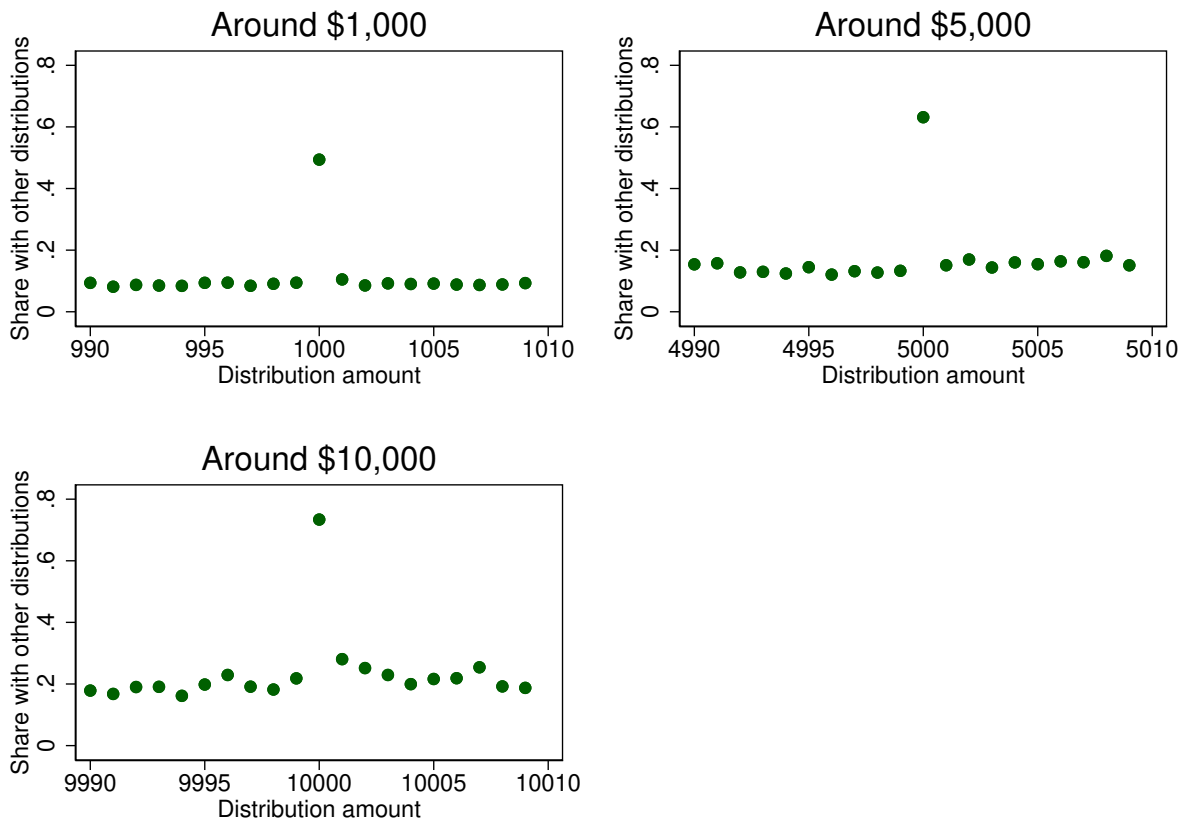 Around $1,000
Share with other distributions
.8
.6
.4
.2
0
990 995 1000 1005 1010
Distribution amount
Around $5,000
Share with other distributions
.8
.6
.4
.2
0
4990 4995 5000 5005 5010
Distribution amount
Around $10,000
Share with other distributions
.8
.6
.4
.2
0
9990 9995 10000 10005 10010
Distribution amount